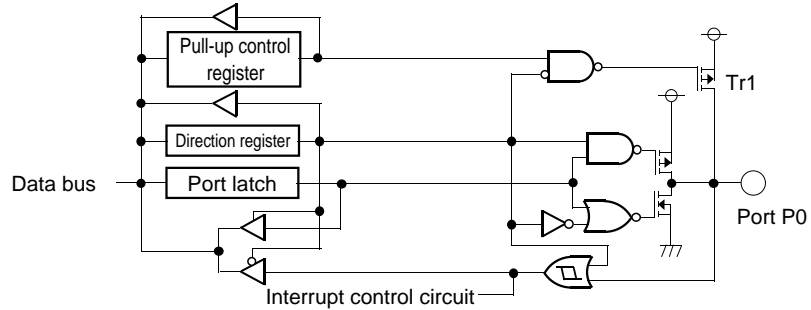 Pull-up control
register
Tr1
Direction register
Data bus
Port latch
Port P0
Interrupt control circuit